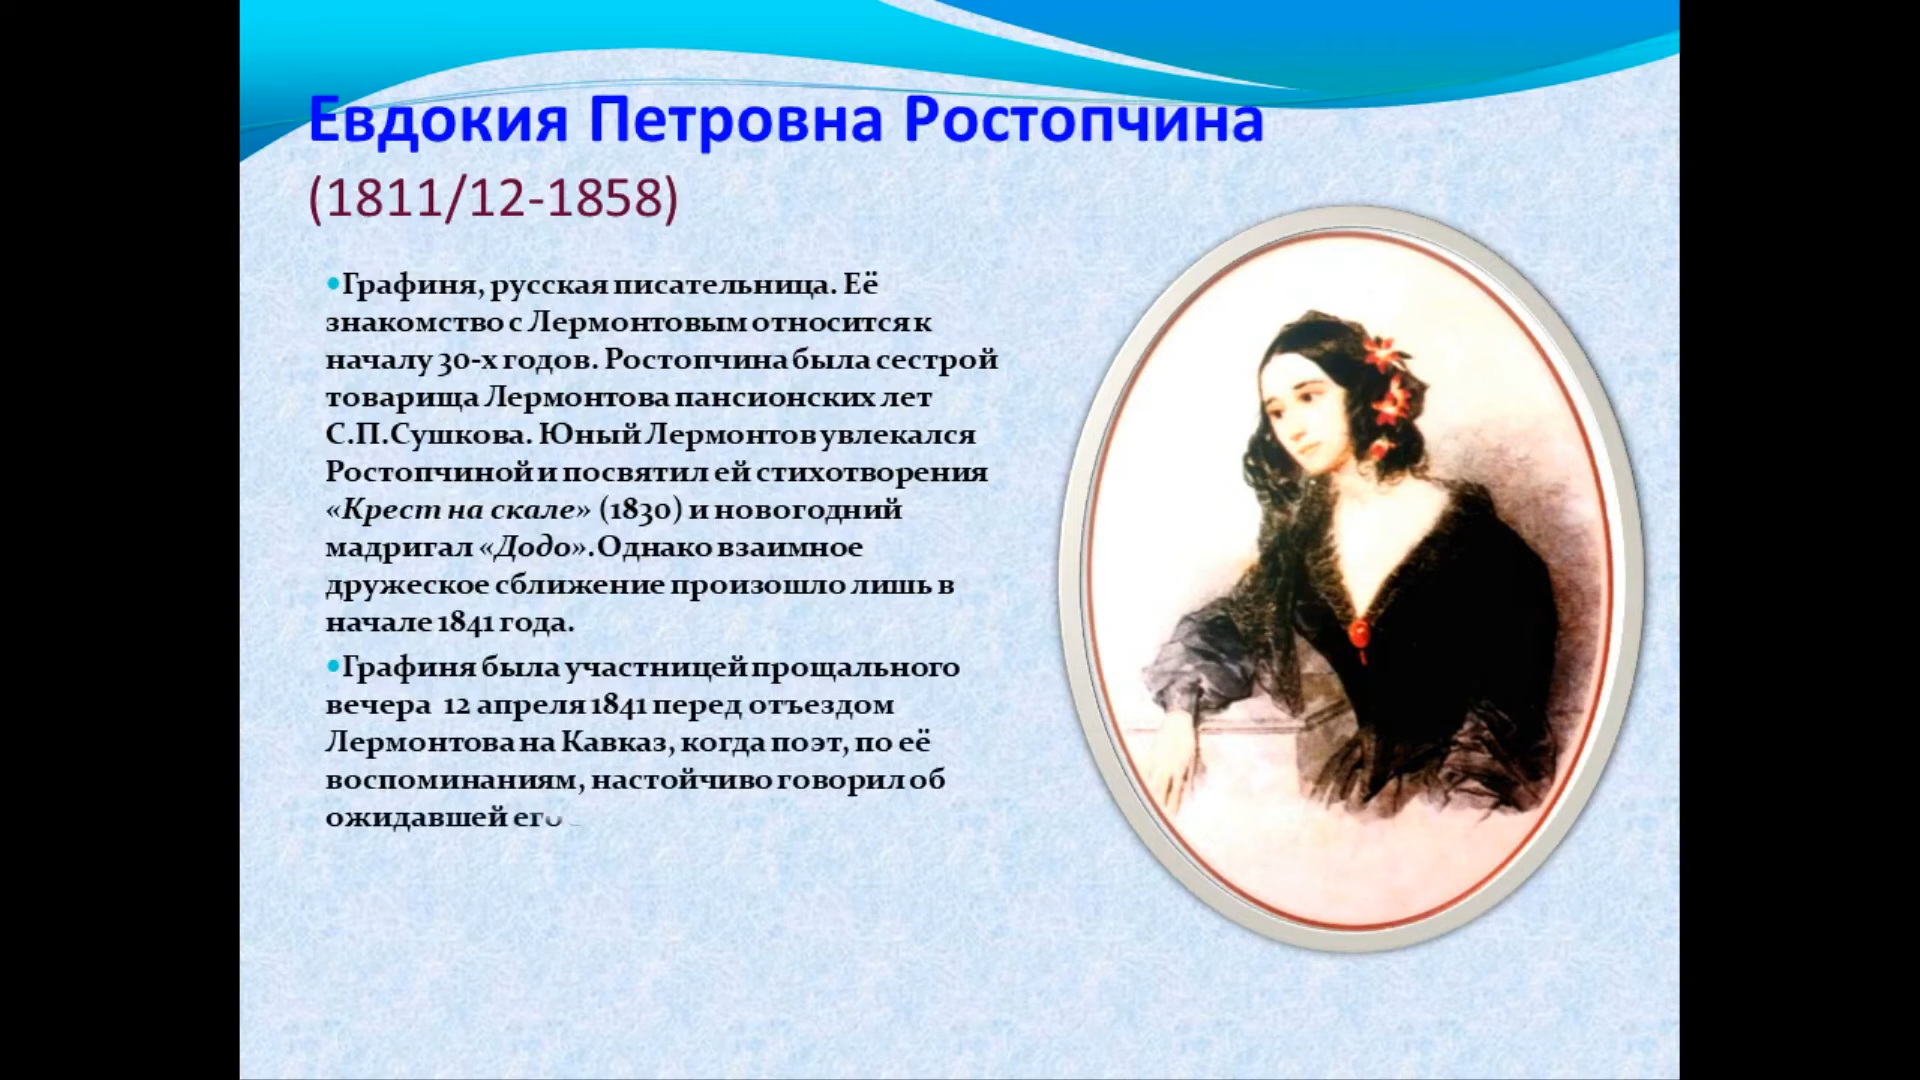 Евдокия Петровна Ростопчина
(1811/12-1858)
•Графиня, русская писательница. Её
знакомство с Лермонтовым относится к
началу 30-х годов. Ростопчина была сестрой
товарища Лермонтова пансионских лет
С.П.Сушкова. Юный Лермонтов увлекался
Ростопчиной и посвятил ей стихотворения
«Крест на скале» (1830) и новогодний
мадригал «Додо».Однако взаимное
дружеское сближение произошло лишь в
начале 1841 года.
•Графиня была участницей прощального
вечера 12 апреля 1841 перед отъездом
Лермонтова на Кавказ, когда поэт, по её
воспоминаниям, настойчиво говорил об
ожидавшей его